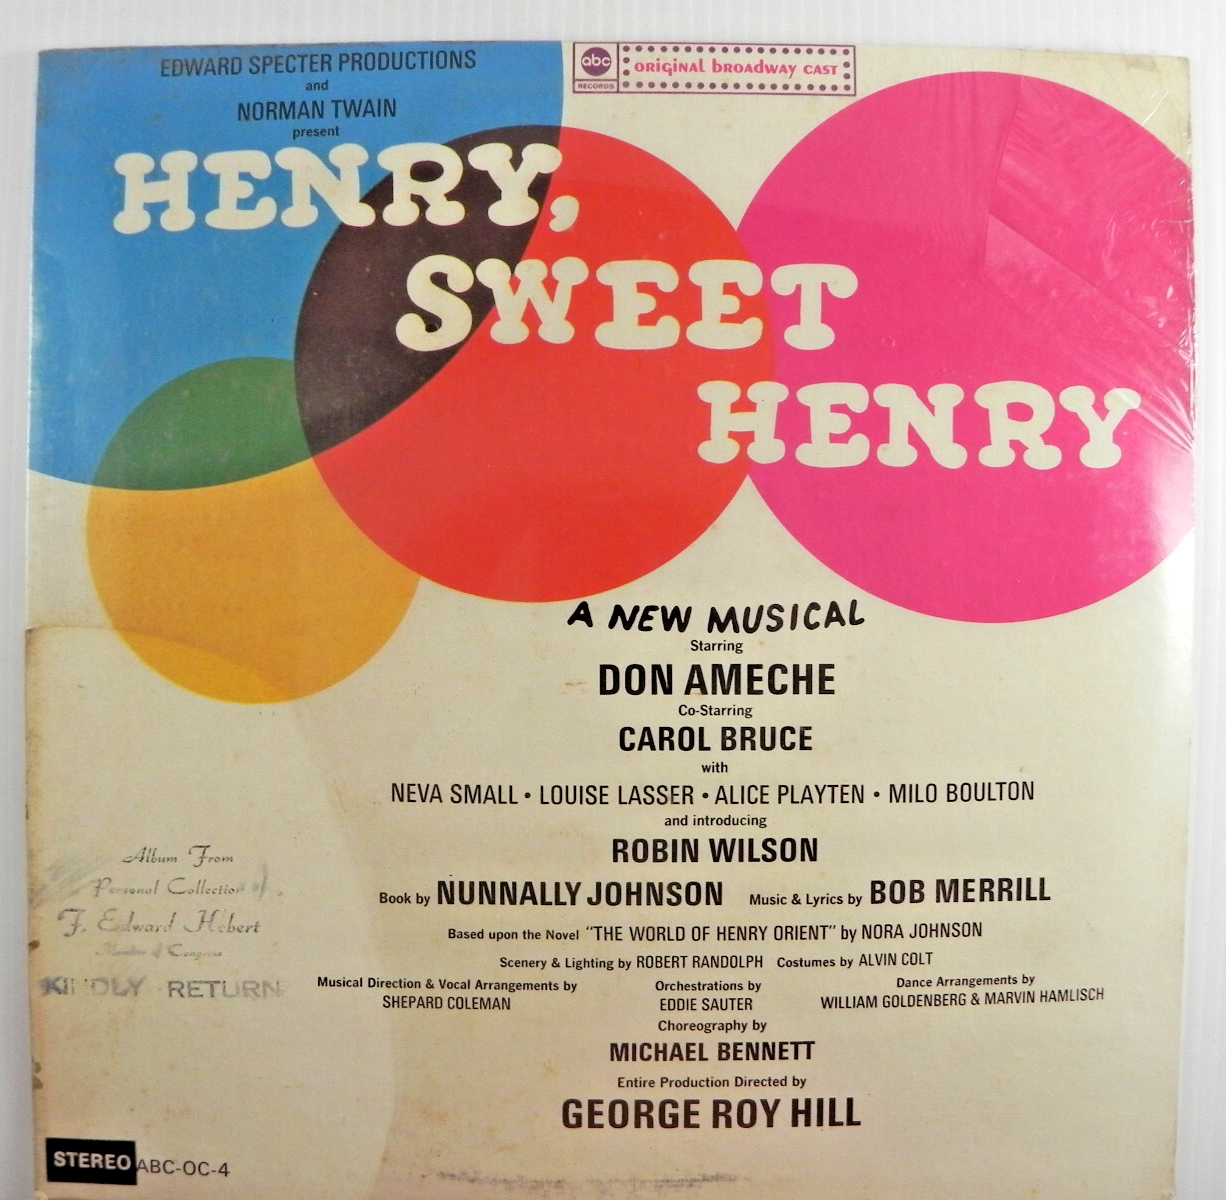 EDWARD SPECTER PRODUCTIONS
and
NORMAN TWAIN
present
abc RECORDS
ORIGINAL BROADWAY CAST
HENRY,
SWEET
HENRY
A NEW MUSICAL
Starring
DON AMECHE
Co-Starring
CAROL BRUCE
with
NEVA SMALL • LOUISE LASSER • ALICE PLAYTEN • MILO BOULTON
and introducing
ROBIN WILSON
Book by NUNNALLY JOHNSON Music & Lyrics by BOB MERRILL
Based upon the Novel "THE WORLD OF HENRY ORIENT" by NORA JOHNSON
Scenery & Lighting by ROBERT RANDOLPH Costumes by ALVIN COLT
Musical Direction & Vocal Arrangements by
SHEPARD COLEMAN
Orchestrations by
EDDIE SAUTER
Dance Arrangements by
WILLIAM GOLDENBERG & MARVIN HAMLISCH
Choreography by
MICHAEL BENNETT
Entire Production Directed by
GEORGE ROY HILL
Album From
Personal Collection
F. Edward Hebert
Member of Congress
KINDLY RETURN
STEREO ABC-OC-4